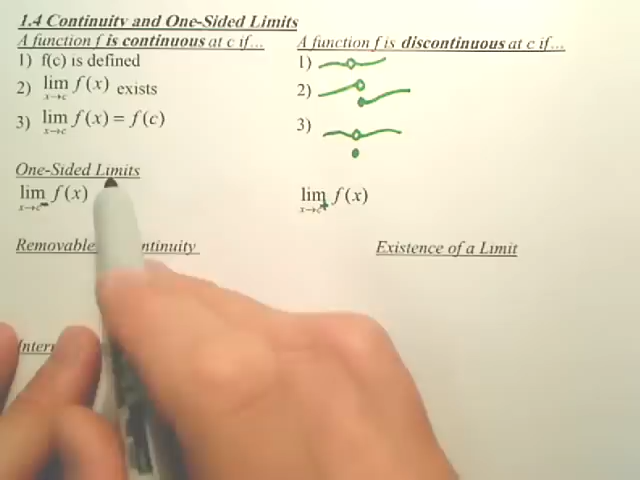 1.4 Continuity and One-Sided Limits
A function f is continuous at c if...
1) f(c) is defined
2) lim x→c f(x) exists
3) lim x→c f(x) = f(c)
A function f is discontinuous at c if...
1)
2)
3)
One-Sided Limits
lim x→c⁻ f(x)
lim x→c⁺ f(x)
Removable
Existence of a Limit